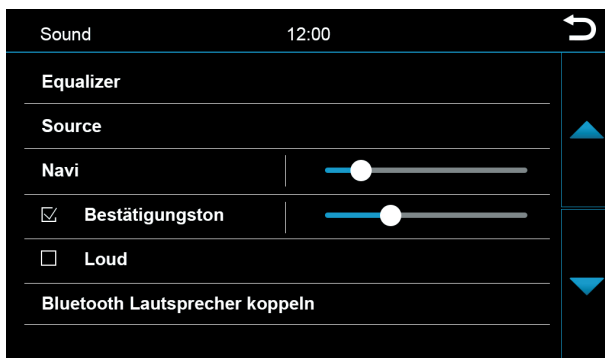 Sound 12:00
Equalizer
Source
Navi
Bestätigungston
Loud
Bluetooth Lautsprecher koppeln